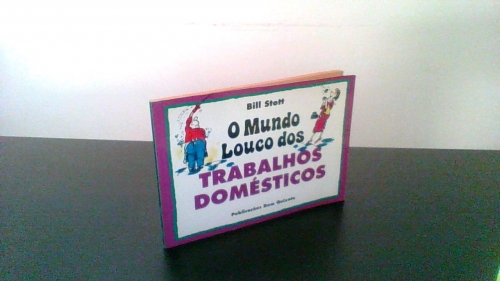 Bill Stott
O Mundo
Louco dos
TRABALHOS
DOMÉSTICOS
Publicações Dom Quixote